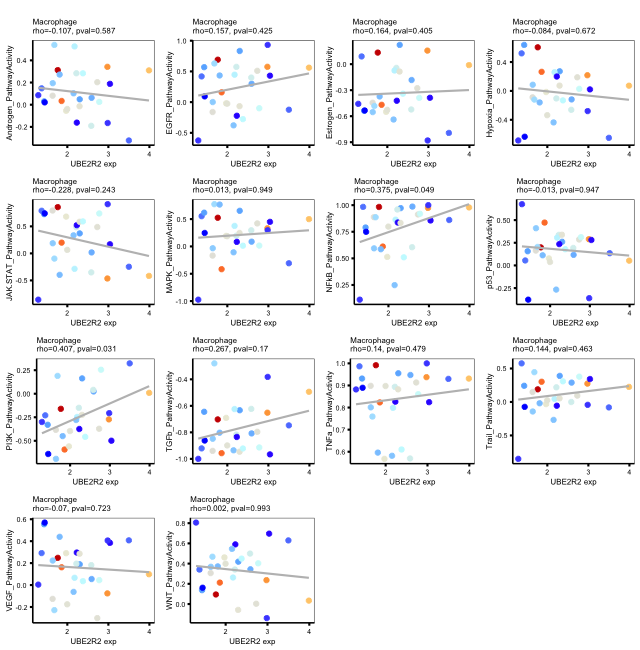 Macrophage
rho=-0.107, pval=0.587
Androgen_PathwayActivity
0.4
0.2
0.0
-0.2
2
3
4
UBE2R2 exp
Macrophage
rho=0.157, pval=0.425
EGFR_PathwayActivity
1.0
0.5
0.0
-0.5
2
3
4
UBE2R2 exp
Macrophage
rho=0.164, pval=0.405
Estrogen_PathwayActivity
0.0
-0.3
-0.6
-0.9
2
3
4
UBE2R2 exp
Macrophage
rho=-0.084, pval=0.672
Hypoxia_PathwayActivity
0.4
0.0
-0.4
2
3
4
UBE2R2 exp
Macrophage
rho=-0.228, pval=0.243
JAK-STAT_PathwayActivity
0.5
0.0
-0.5
2
3
4
UBE2R2 exp
Macrophage
rho=0.013, pval=0.949
MAPK_PathwayActivity
0.5
0.0
-0.5
-1.0
2
3
4
UBE2R2 exp
Macrophage
rho=0.375, pval=0.049
NFkB_PathwayActivity
1.00
0.75
0.50
0.25
2
3
4
UBE2R2 exp
Macrophage
rho=-0.013, pval=0.947
p53_PathwayActivity
0.50
0.25
0.00
-0.25
2
3
4
UBE2R2 exp
Macrophage
rho=0.407, pval=0.031
PI3K_PathwayActivity
0.25
0.00
-0.25
-0.50
2
3
4
UBE2R2 exp
Macrophage
rho=0.267, pval=0.17
TGFb_PathwayActivity
-0.4
-0.6
-0.8
-1.0
2
3
4
UBE2R2 exp
Macrophage
rho=0.14, pval=0.479
TNFa_PathwayActivity
1.0
0.9
0.8
0.7
0.6
2
3
4
UBE2R2 exp
Macrophage
rho=0.144, pval=0.463
Trail_PathwayActivity
0.5
0.0
-0.5
2
3
4
UBE2R2 exp
Macrophage
rho=-0.07, pval=0.723
VEGF_PathwayActivity
0.6
0.4
0.2
0.0
-0.2
2
3
4
UBE2R2 exp
Macrophage
rho=0.002, pval=0.993
WNT_PathwayActivity
0.8
0.6
0.4
0.2
0.0
2
3
4
UBE2R2 exp